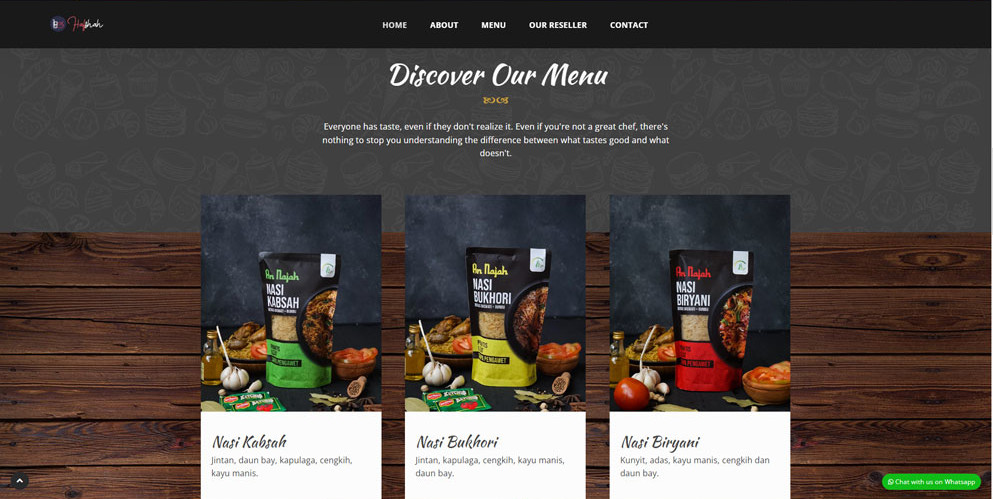 Hafshah
HOME ABOUT MENU OUR RESELLER CONTACT
Discover Our Menu
Everyone has taste, even if they don't realize it. Even if you're not a great chef, there's
nothing to stop you understanding the difference between what tastes good and what
doesn't.
An Najah
NASI
KABSAH
An Najah
NASI
BUKHORI
PENGAWET
An Najah
NASI
BIRYANI
PENGAWET
Nasi Kabsah
Jintan, daun bay, kapulaga, cengkih,
kayu manis.
Nasi Bukhori
Jintan, kapulaga, cengkih, kayu manis,
daun bay.
Nasi Biryani
Kunyit, adas, kayu manis, cengkih dan
daun bay.
Chat with us on Whatsapp